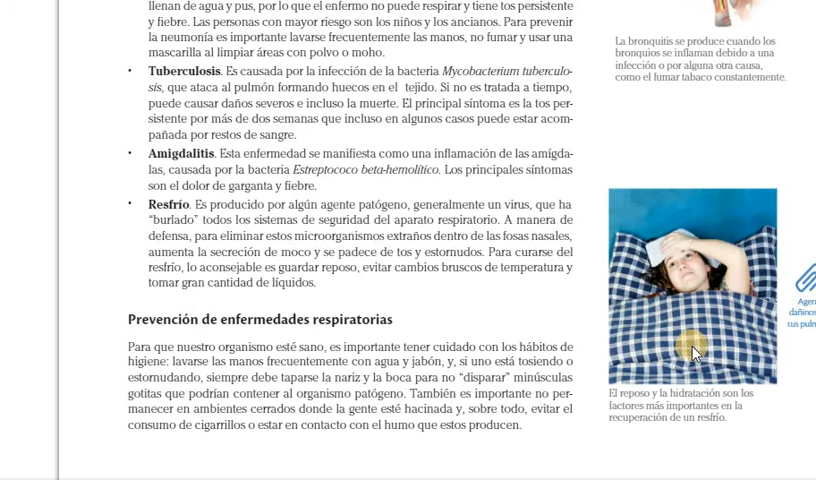 llenan de agua y pus, por lo que el enfermo no puede respirar y tiene tos persistente
y fiebre. Las personas con mayor riesgo son los niños y los ancianos. Para prevenir
la neumonía es importante lavarse frecuentemente las manos, no fumar y usar una
mascarilla al limpiar áreas con polvo o moho.
• Tuberculosis. Es causada por la infección de la bacteria Mycobacterium tuberculo-
sis, que ataca al pulmón formando huecos en el tejido. Si no es tratada a tiempo,
puede causar daños severos e incluso la muerte. El principal síntoma es la tos per-
sistente por más de dos semanas que incluso en algunos casos puede estar acom-
pañada por restos de sangre.
• Amigdalitis. Esta enfermedad se manifiesta como una inflamación de las amígda-
las, causada por la bacteria Estreptococo beta-hemolítico. Los principales síntomas
son el dolor de garganta y fiebre.
• Resfrío. Es producido por algún agente patógeno, generalmente un virus, que ha
“burlado” todos los sistemas de seguridad del aparato respiratorio. A manera de
defensa, para eliminar estos microorganismos extraños dentro de las fosas nasales,
aumenta la secreción de moco y se padece de tos y estornudos. Para curarse del
resfrío, lo aconsejable es guardar reposo, evitar cambios bruscos de temperatura y
tomar gran cantidad de líquidos.
Prevención de enfermedades respiratorias
Para que nuestro organismo esté sano, es importante tener cuidado con los hábitos de
higiene: lavarse las manos frecuentemente con agua y jabón, y, si uno está tosiendo o
estornudando, siempre debe taparse la nariz y la boca para no “disparar” minúsculas
gotitas que podrían contener al organismo patógeno. También es importante no per-
manecer en ambientes cerrados donde la gente esté hacinada y, sobre todo, evitar el
consumo de cigarrillos o estar en contacto con el humo que estos producen.
La bronquitis se produce cuando los
bronquios se inflaman debido a una
infección o por alguna otra causa,
como el fumar tabaco constantemente.
El reposo y la hidratación son los
factores más importantes en la
recuperación de un resfrío.
Agen
dañinos
tus pulm